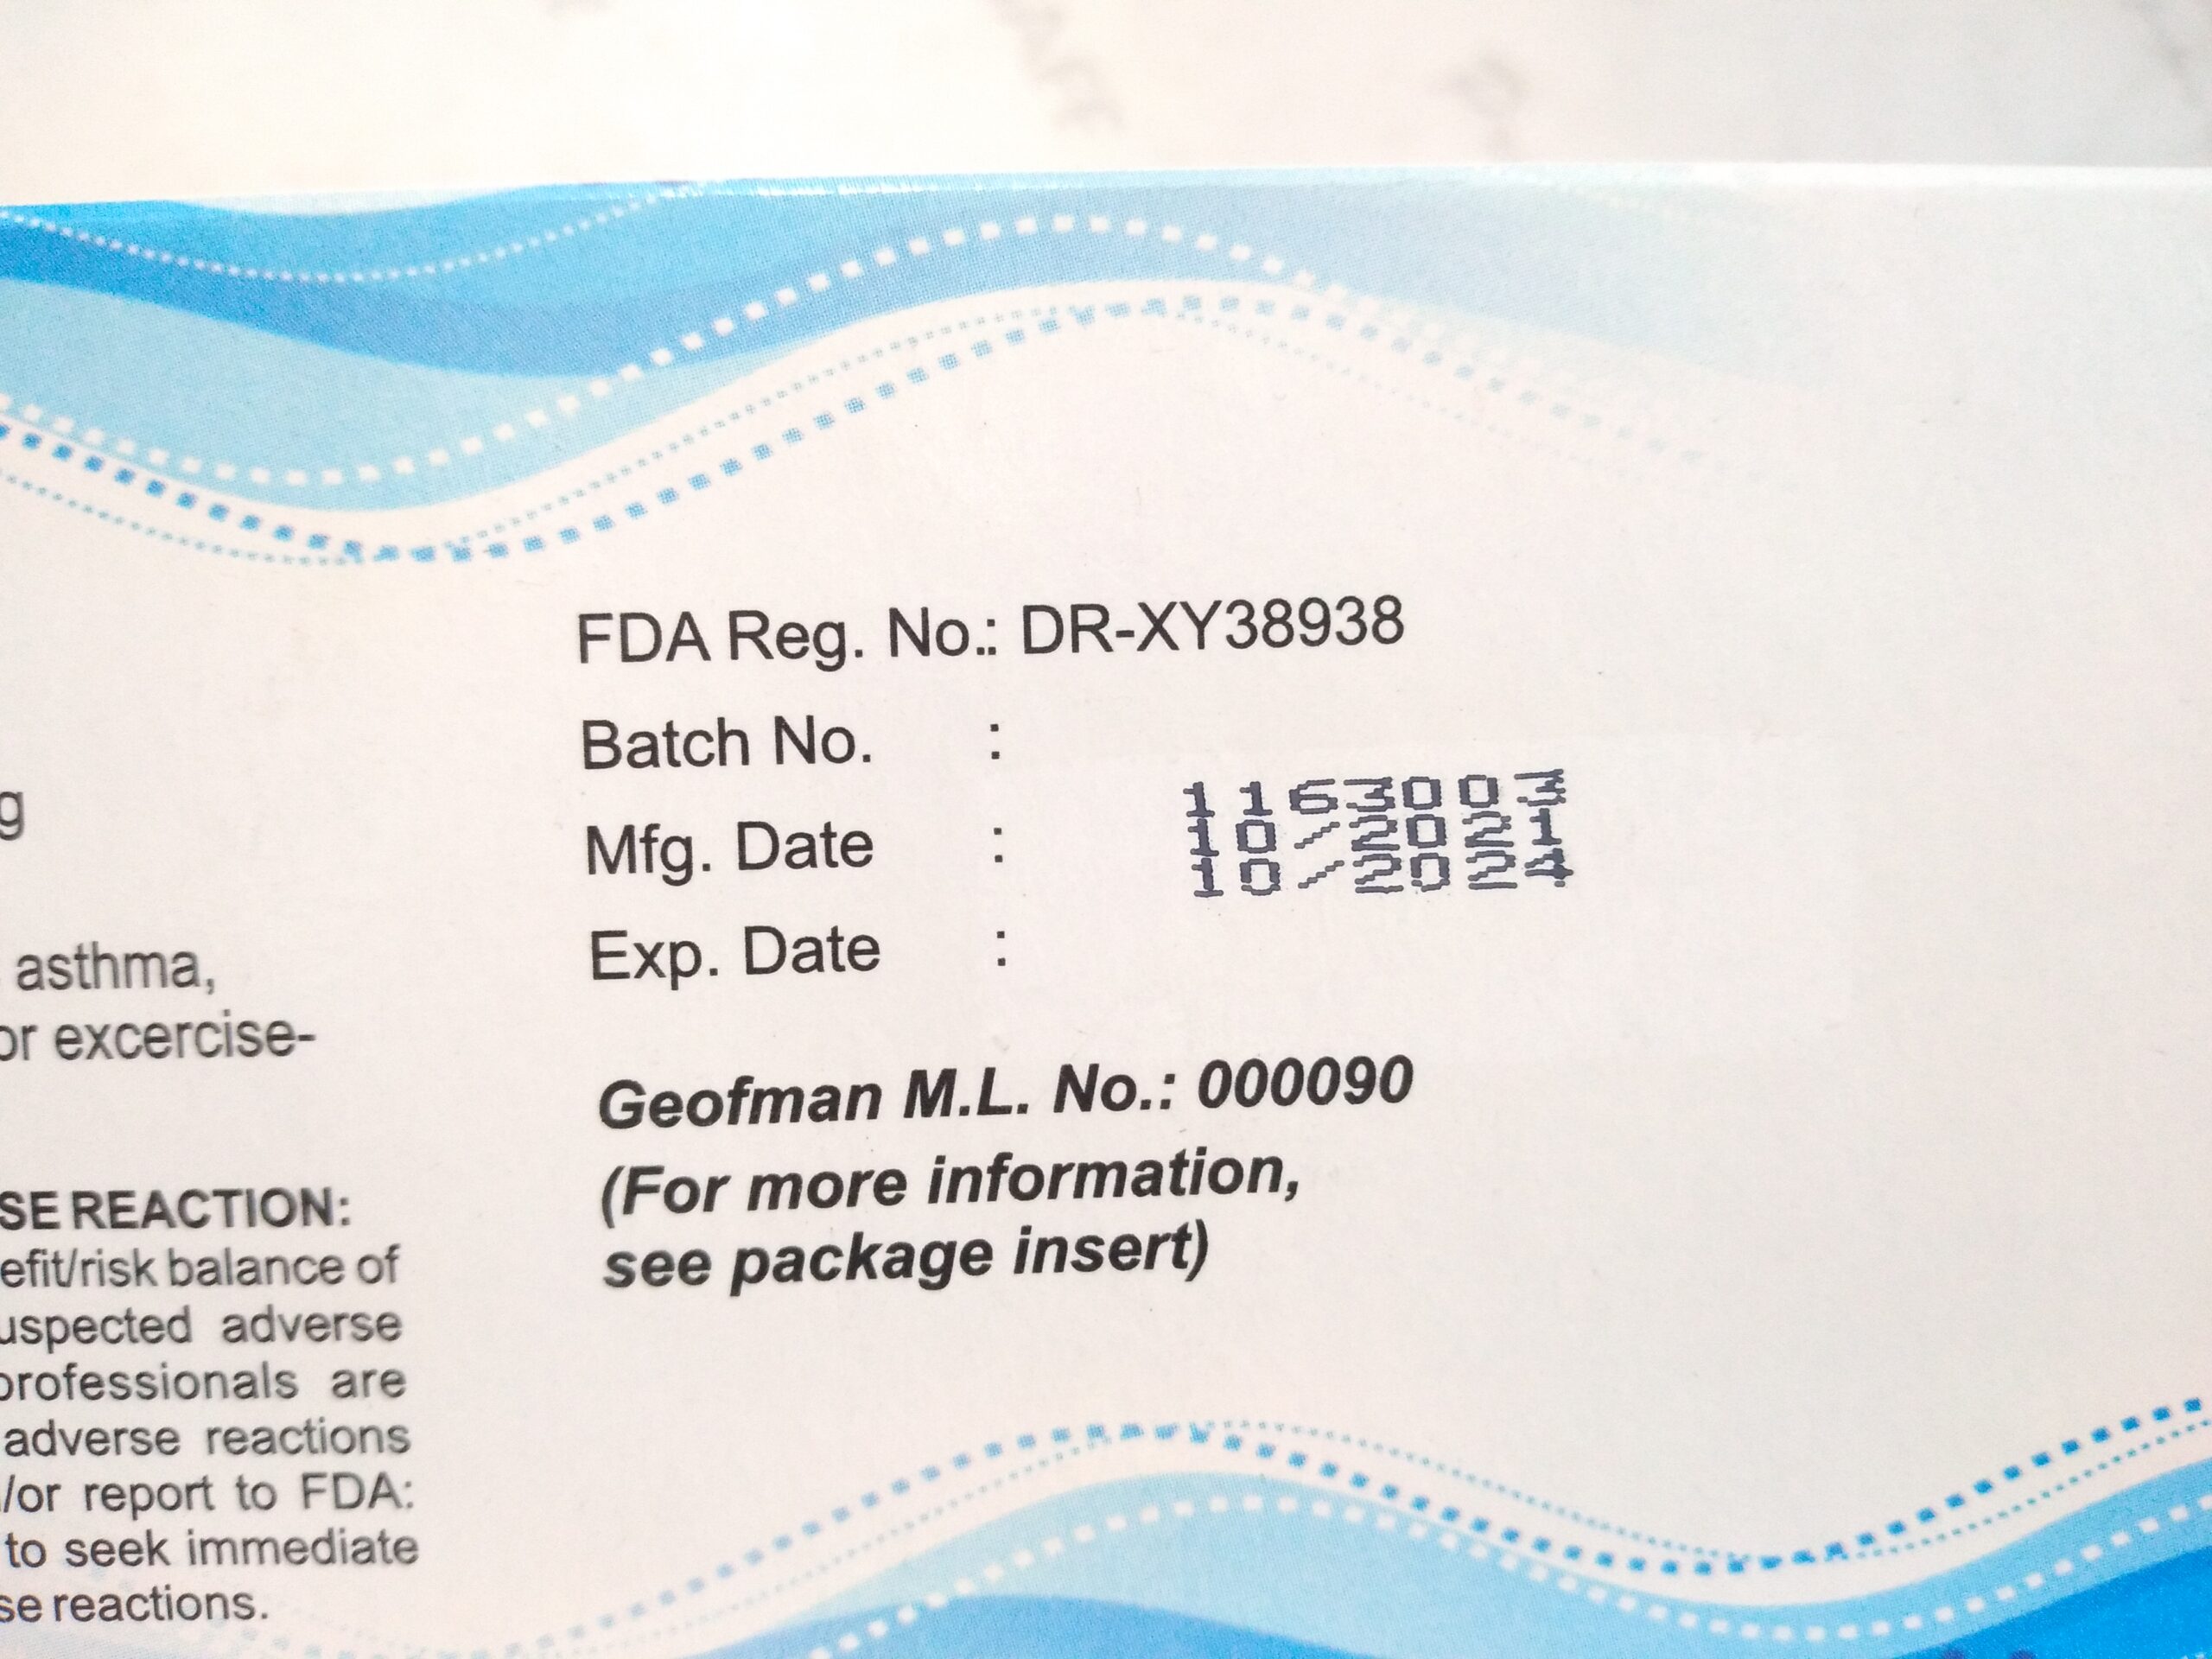 FDA Reg. No.: DR-XY38938
Batch No. :
Mfg. Date :
Exp. Date :
1163007
10/2021
10/2024
Geofman M.L. No.: 000090
(For more information,
see package insert)
g
asthma,
or excercise-
SE REACTION:
efit/risk balance of
uspected adverse
professionals are
adverse reactions
/or report to FDA:
to seek immediate
se reactions.